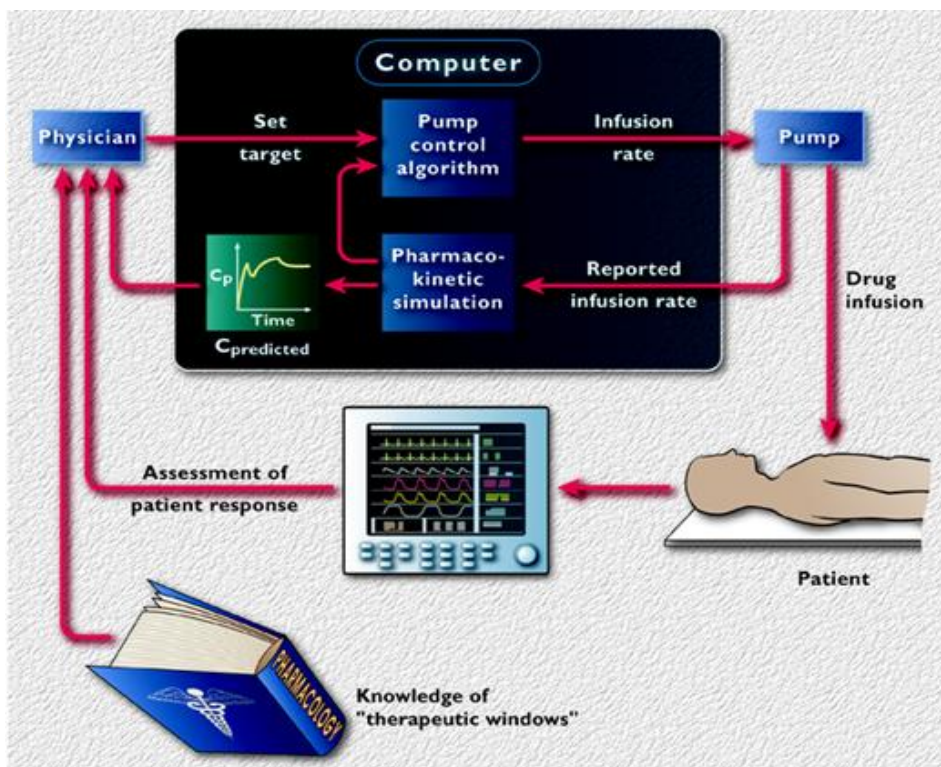 Computer
Physician
Set
target
Pump
control
algorithm
Infusion
rate
Pump
Cp
Time
Cpredicted
Pharmaco-
kinetic
simulation
Reported
infusion rate
Drug
infusion
Assessment of
patient response
Patient
PHARMACOLOGY
Knowledge of
"therapeutic windows"